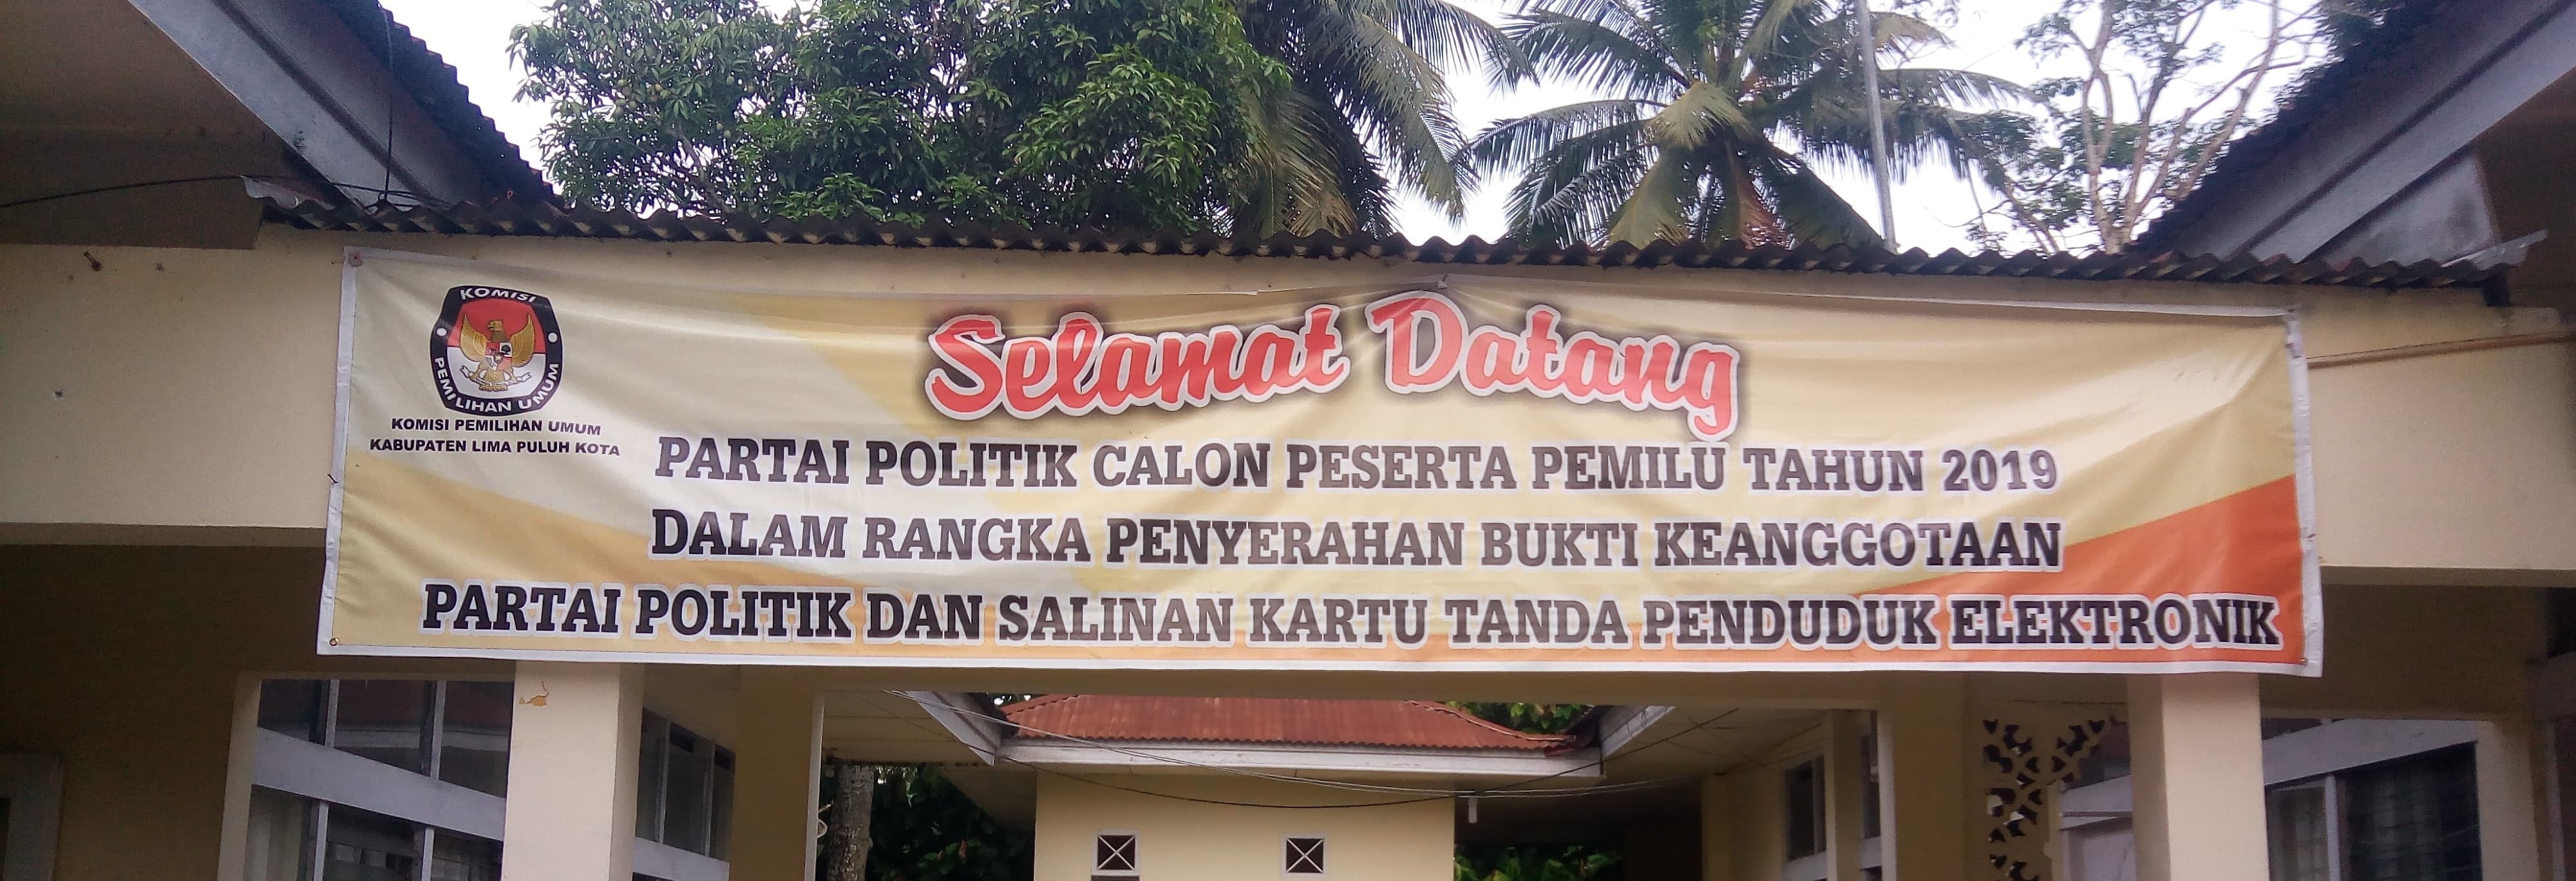 KOMISI
PEMILIHAN UMUM
KOMISI PEMILIHAN UMUM
KABUPATEN LIMA PULUH KOTA
Selamat Datang
PARTAI POLITIK CALON PESERTA PEMILU TAHUN 2019
DALAM RANGKA PENYERAHAN BUKTI KEANGGOTAAN
PARTAI POLITIK DAN SALINAN KARTU TANDA PENDUDUK ELEKTRONIK